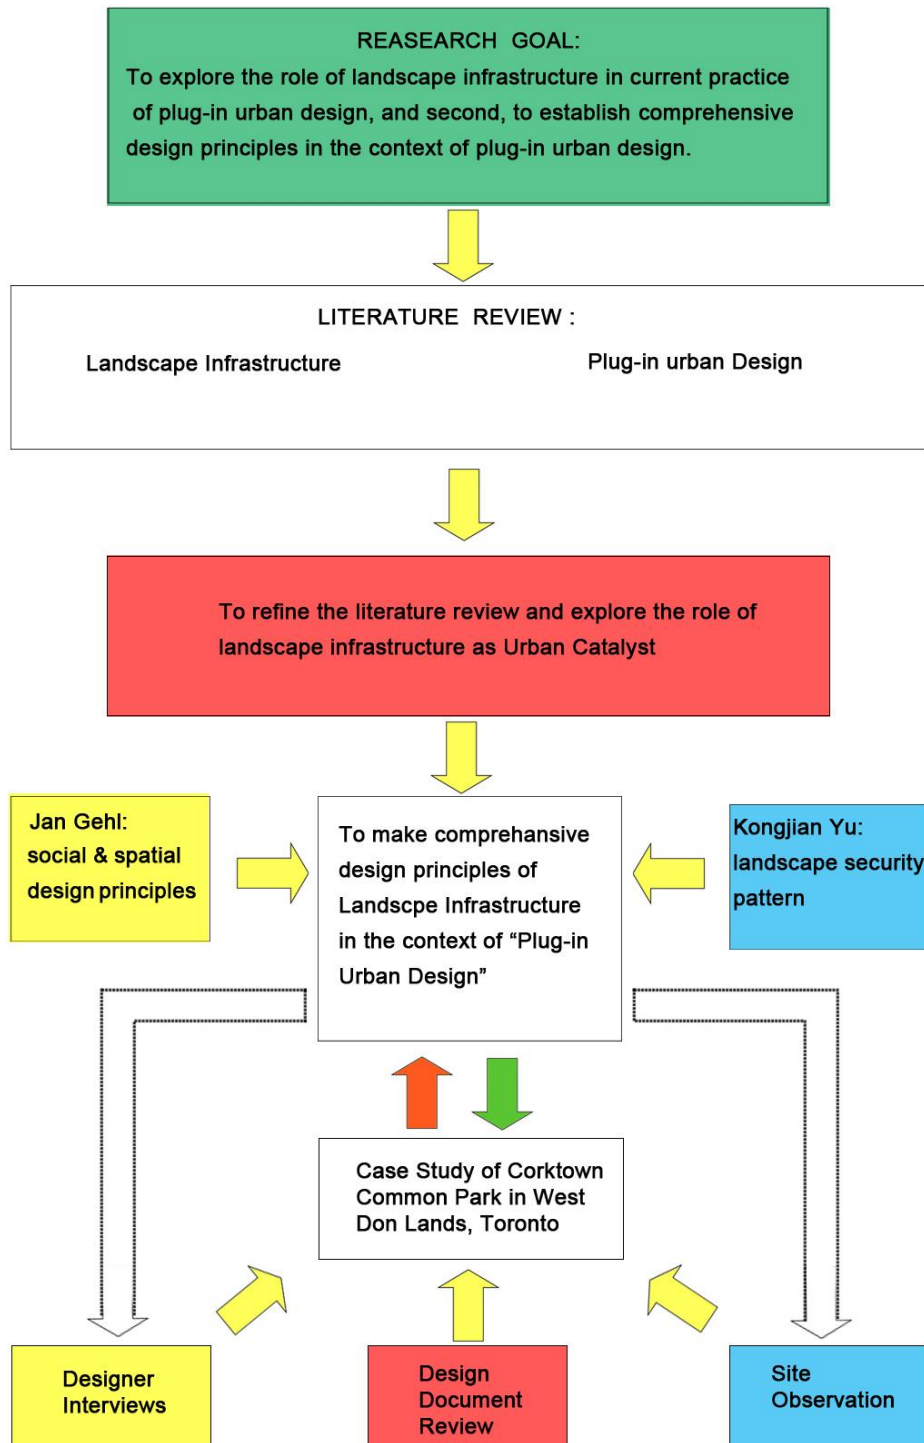 REASEARCH GOAL:
To explore the role of landscape infrastructure in current practice
of plug-in urban design, and second, to establish comprehensive
design principles in the context of plug-in urban design.
LITERATURE REVIEW :
Landscape Infrastructure
Plug-in urban Design
To refine the literature review and explore the role of
landscape infrastructure as Urban Catalyst
Jan Gehl:
social & spatial
design principles
To make comprehansive
design principles of
Landscpe Infrastructure
in the context of “Plug-in
Urban Design”
Kongjian Yu:
landscape security
pattern
Case Study of Corktown
Common Park in West
Don Lands, Toronto
Designer
Interviews
Design
Document
Review
Site
Observation